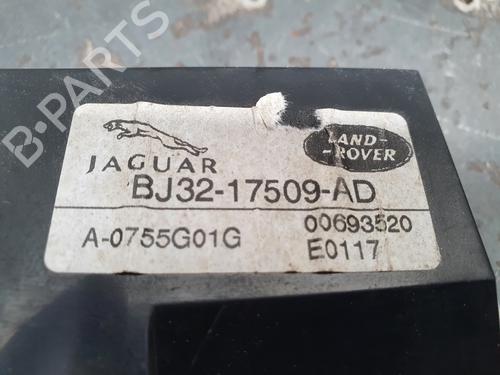 B-PARTS
JAGUAR
LAND-
-ROVER
BJ32-17509-AD
A-0755G01G
00693520
E0117